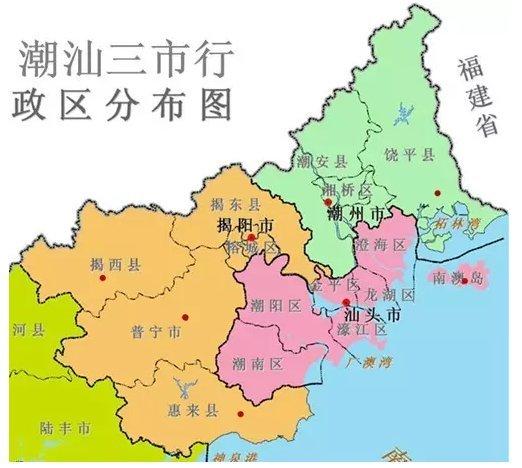 潮汕三市行
政区分布图
福建省
潮安县
饶平县
湘桥区
潮州市
揭东县
揭阳市
榕城区
柘林湾
澄海区
揭西县
南澳岛
金平区
龙湖区
潮阳区
汕头市
河县
普宁市
濠江区
潮南区
广澳湾
惠来县
陆丰市
神泉港